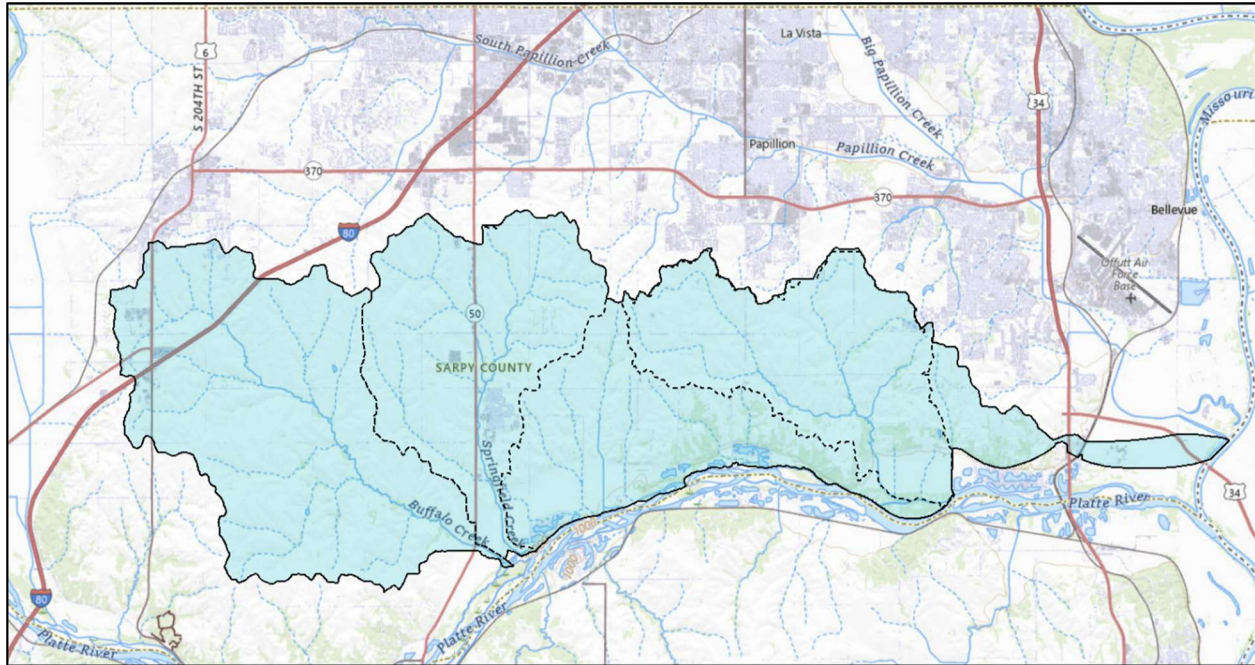 La Vista
6
South Papillion Creek
Big Papillion Creek
S 204TH ST
34
Missouri
Papillion
Papillion Creek
370
370
Bellevue
80
Offutt Air
Force
Base
50
SARPY COUNTY
Springfield Creek
34
Buffalo Creek
Platte River
1000
1000
80
Platte River
Platte River